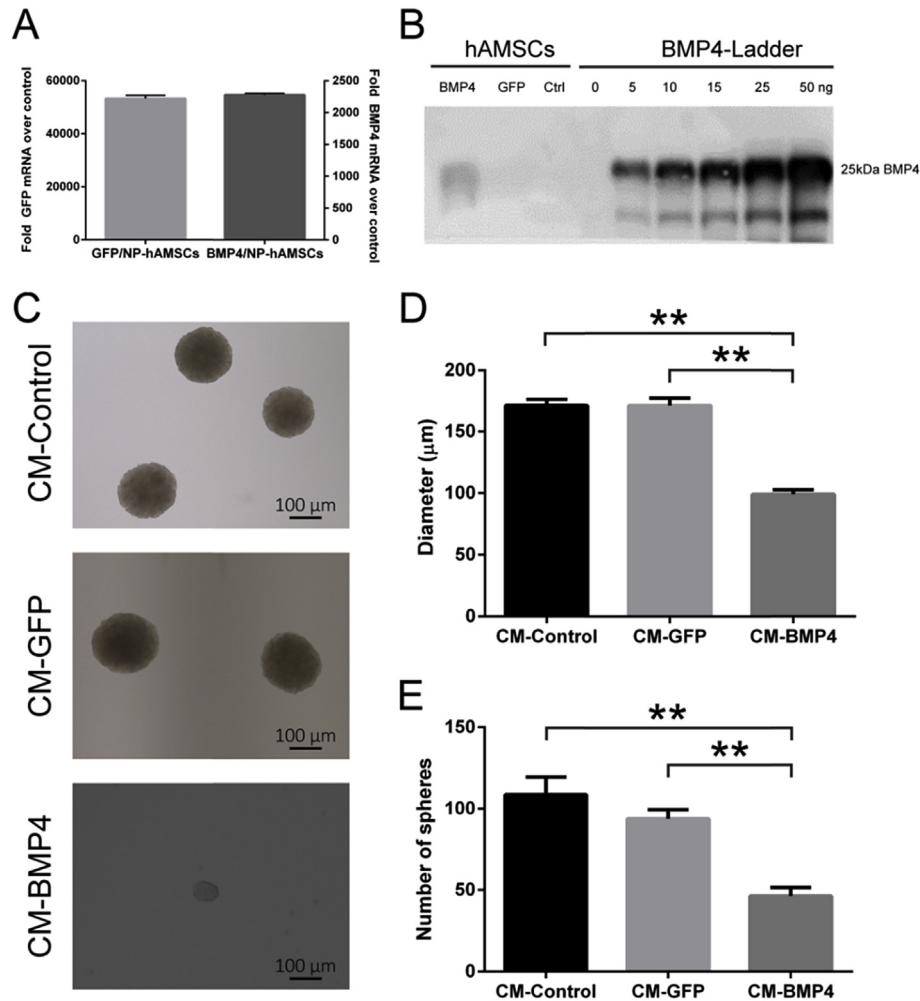 A
Fold GFP mRNA over control
60000
40000
20000
0
2500
2000
1500
1000
500
0
Fold BMP4 mRNA over control
GFP/NP-hAMSCs BMP4/NP-hAMSCs
B
hAMSCs BMP4-Ladder
BMP4 GFP Ctrl 0 5 10 15 25 50 ng
25kDa BMP4
C
CM-Control
100 µm
CM-GFP
100 µm
CM-BMP4
100 µm
D
** 
**
Diameter (µm)
200
150
100
50
0
CM-Control CM-GFP CM-BMP4
E
**
**
Number of spheres
150
100
50
0
CM-Control CM-GFP CM-BMP4